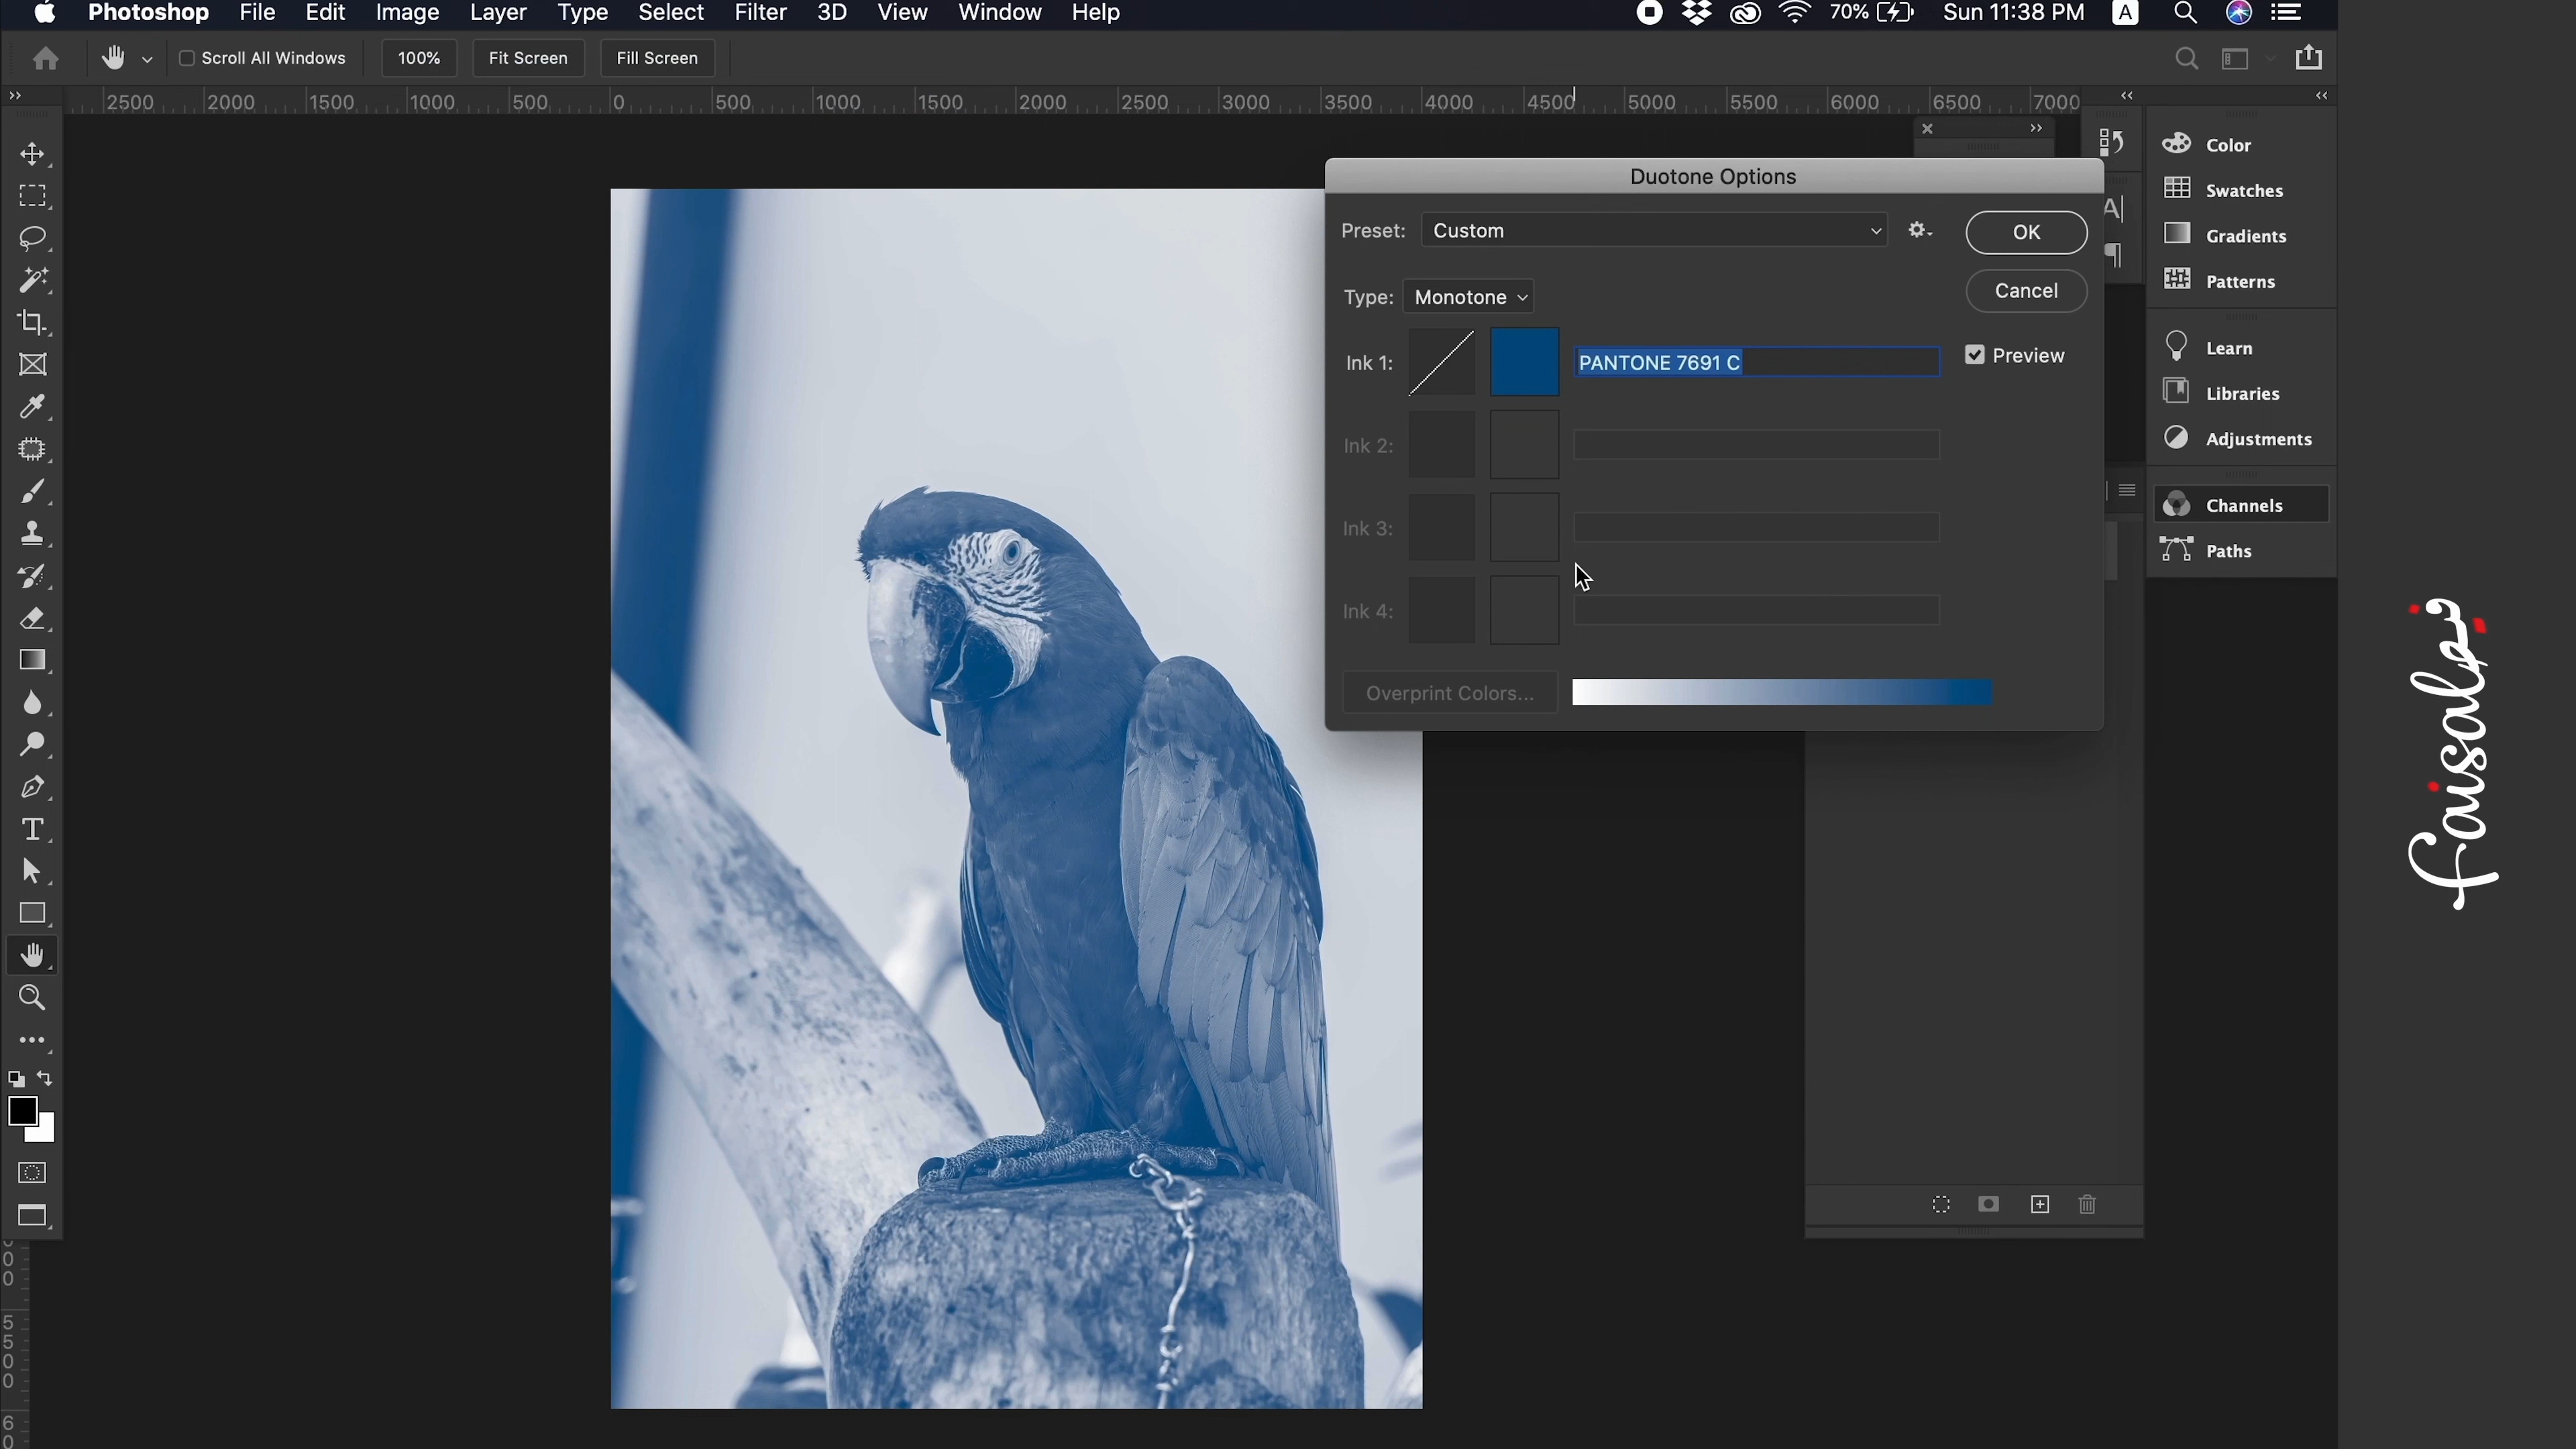 Photoshop File Edit Image Layer Type Select Filter 3D View Window Help 70% Sun 11:38 PM A
Scroll All Windows 100% Fit Screen Fill Screen
2500 2000 1500 1000 500 0 500 1000 1500 2000 2500 3000 3500 4000 4500 5000 5500 6000 6500 7000
Duotone Options
Preset: Custom OK
Type: Monotone Cancel
Ink 1: PANTONE 7691 C Preview
Ink 2:
Ink 3:
Ink 4:
Overprint Colors...
Color
Swatches
Gradients
Patterns
Learn
Libraries
Adjustments
Channels
Paths
faisalpj